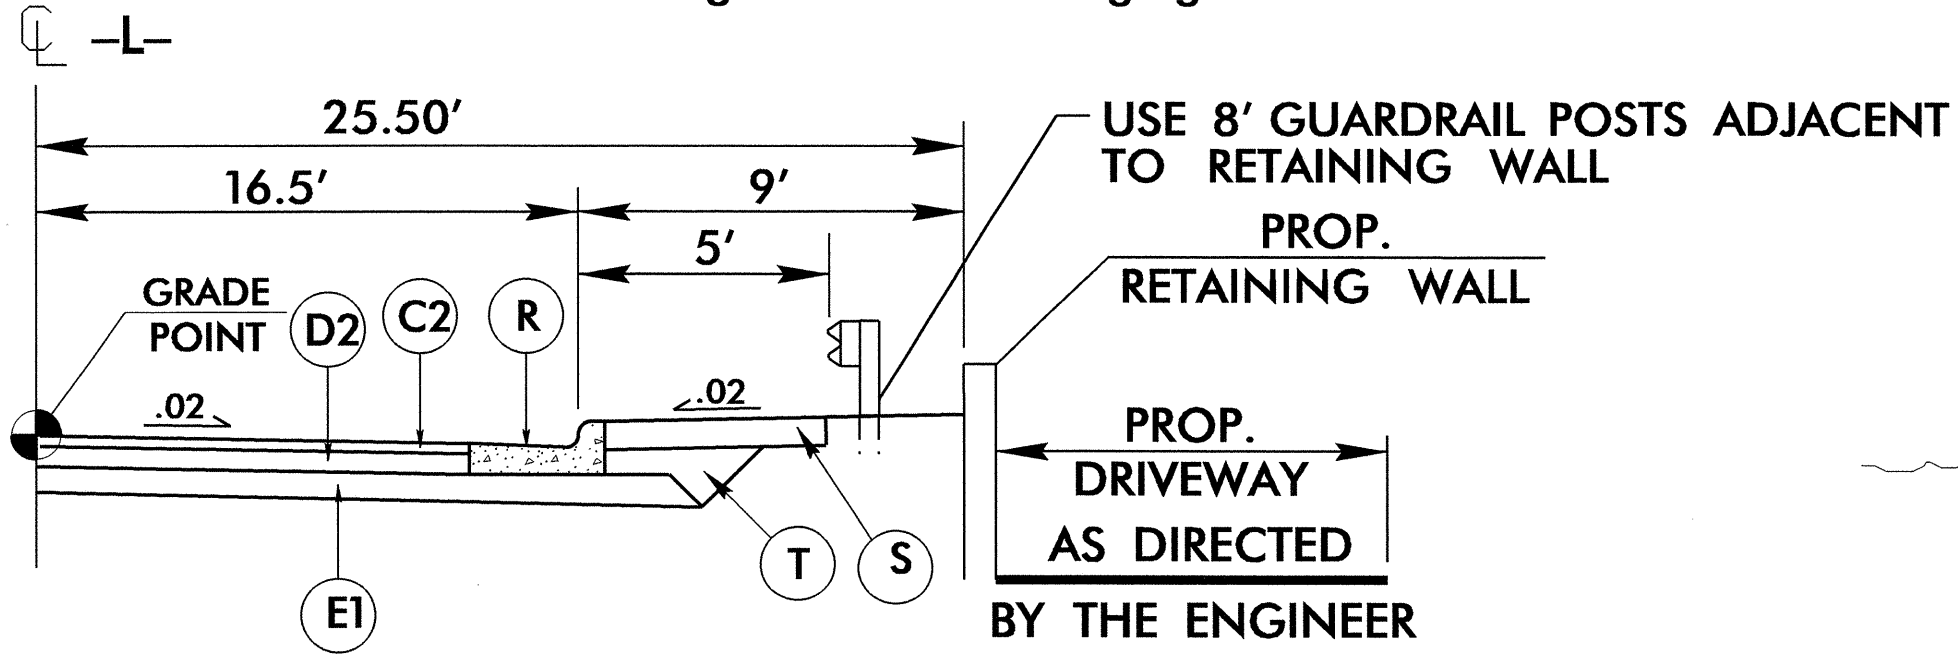 CL -L-
25.50'
USE 8' GUARDRAIL POSTS ADJACENT
TO RETAINING WALL
16.5'
9'
PROP.
RETAINING WALL
5'
GRADE
POINT
D2
C2
R
.02
.02
PROP.
DRIVEWAY
AS DIRECTED
BY THE ENGINEER
T
S
E1